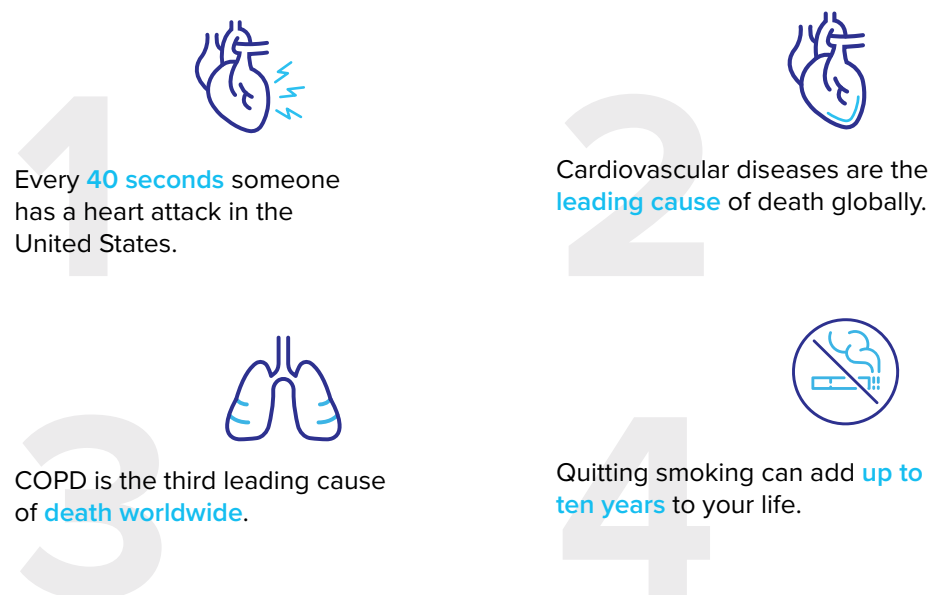 1
Every 40 seconds someone
has a heart attack in the
United States.
2
Cardiovascular diseases are the
leading cause of death globally.
3
COPD is the third leading cause
of death worldwide.
4
Quitting smoking can add up to
ten years to your life.